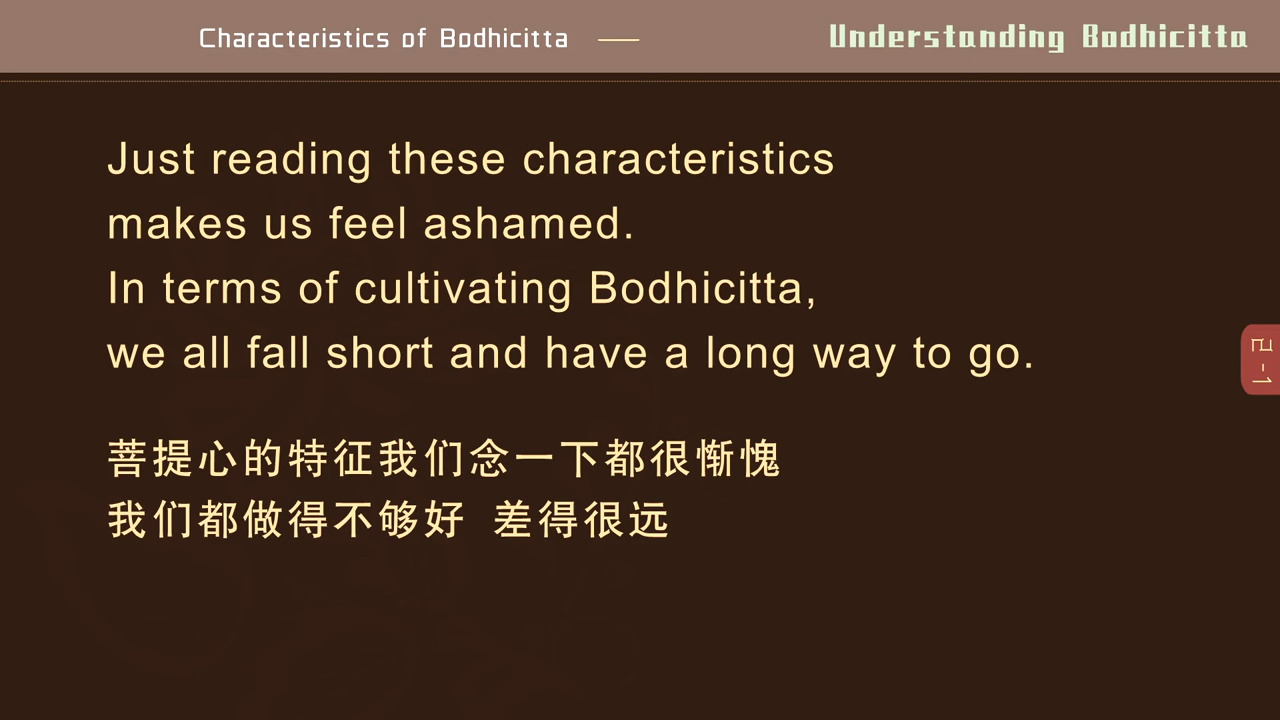 Characteristics of Bodhicitta
Understanding Bodhicitta
Just reading these characteristics
makes us feel ashamed.
In terms of cultivating Bodhicitta,
we all fall short and have a long way to go.
菩提心的特征我们念一下都很惭愧
我们都做得不够好 差得很远